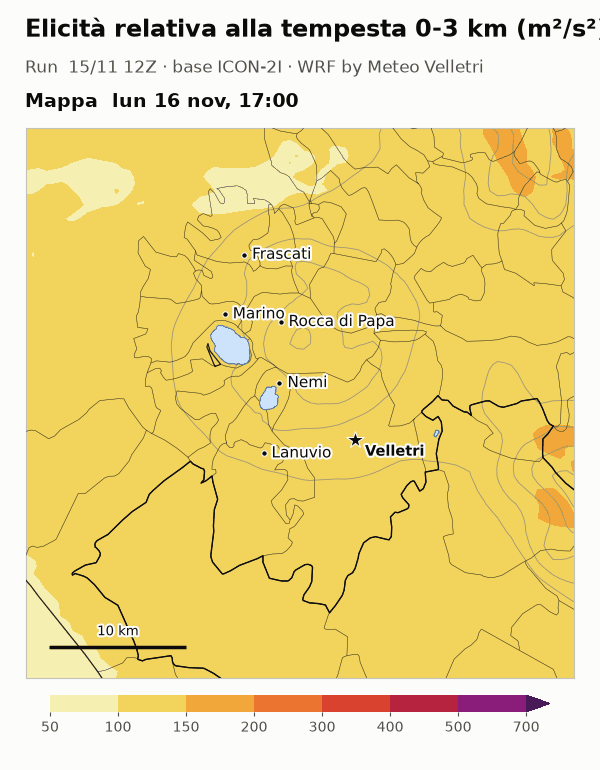 Elicità relativa alla tempesta 0-3 km (m²/s²)
Run 15/11 12Z · base ICON-2I · WRF by Meteo Velletri
Mappa lun 16 nov, 17:00
Frascati
Marino
Rocca di Papa
Nemi
Velletri
Lanuvio
10 km
50 100 150 200 300 400 500 700